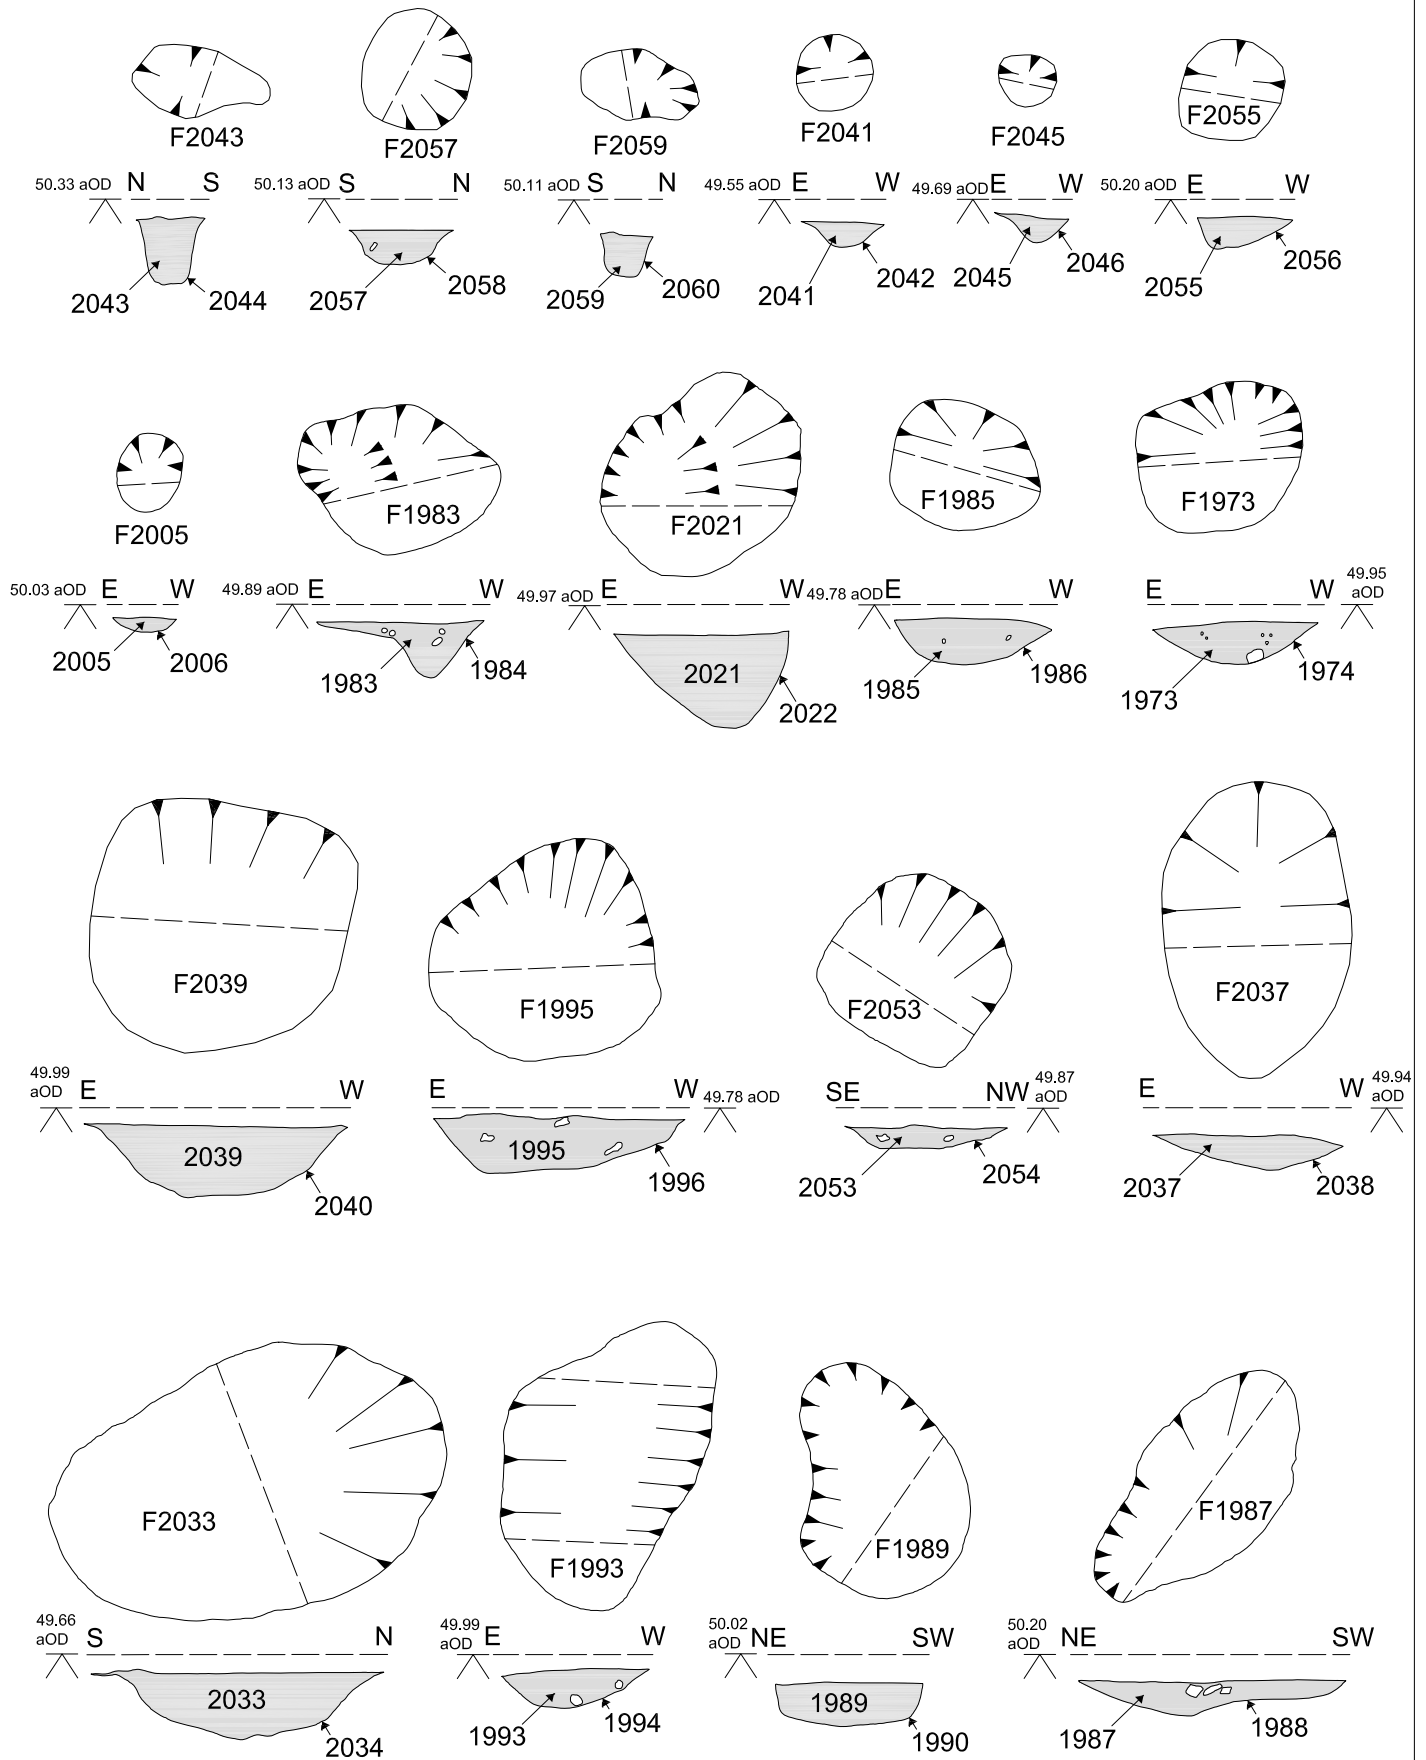 F2043 F2057 F2059 F2041 F2045 F2055
50.33 aOD N S 50.13 aOD S N 50.11 aOD S N 49.55 aOD E W 49.69 aOD E W 50.20 aOD E W
2043 2044 2057 2058 2059 2060 2041 2042 2045 2046 2055 2056
F2005 F1983 F2021 F1985 F1973
50.03 aOD E W 49.89 aOD E W 49.97 aOD E W 49.78 aOD E W E W 49.95
aOD
2005 2006 1983 1984 2021 2022 1985 1986 1973 1974
F2039 F1995 F2053 F2037
49.99
aOD E W E W 49.78 aOD SE NW 49.87
aOD E W 49.94
aOD
2039 2040 1995 1996 2053 2054 2037 2038
F2033 F1993 F1989 F1987
49.66
aOD S N 49.99
aOD E W 50.02
aOD NE SW 50.20
aOD NE SW
2033 2034 1993 1994 1989 1990 1987 1988